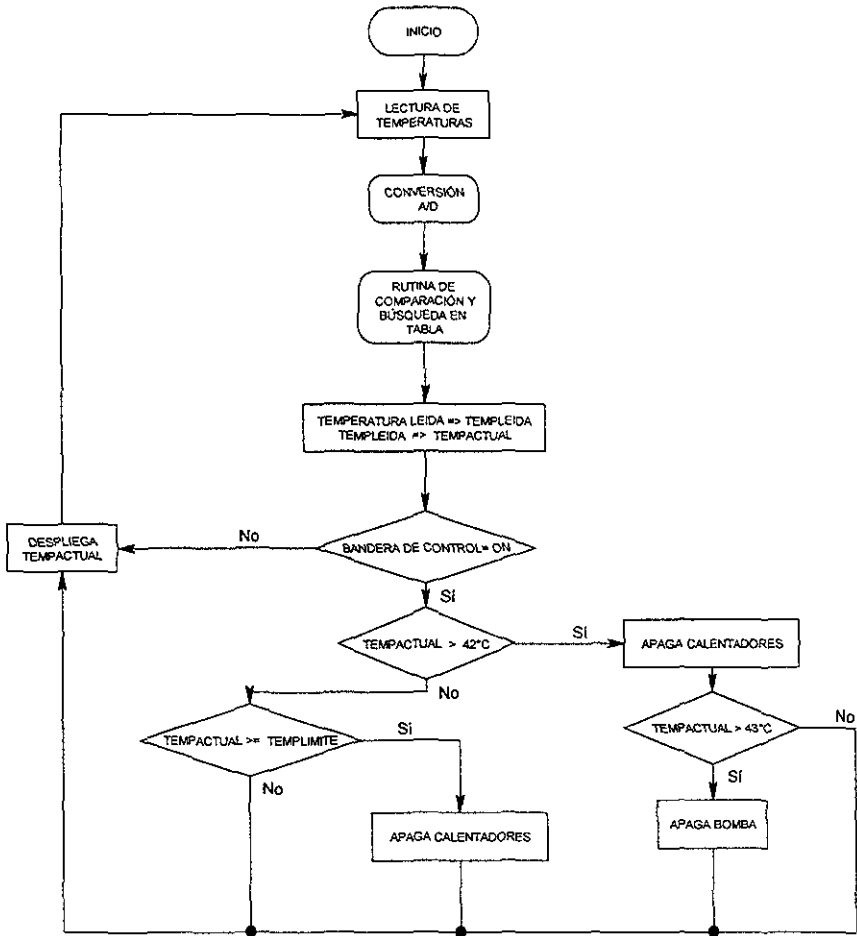 INICIO
LECTURA DE
TEMPERATURAS
CONVERSIÓN
A/D
RUTINA DE
COMPARACIÓN Y
BÚSQUEDA EN
TABLA
TEMPERATURA LEIDA => TEMPLEIDA
TEMPLEIDA => TEMPACTUAL
DESPLIEGA
TEMPACTUAL
No
BANDERA DE CONTROL= ON
Sí
TEMPACTUAL > 42°C
Sí
APAGA CALENTADORES
No
TEMPACTUAL >= TEMPLIMITE
Sí
TEMPACTUAL > 43°C
No
No
Sí
APAGA CALENTADORES
APAGA BOMBA